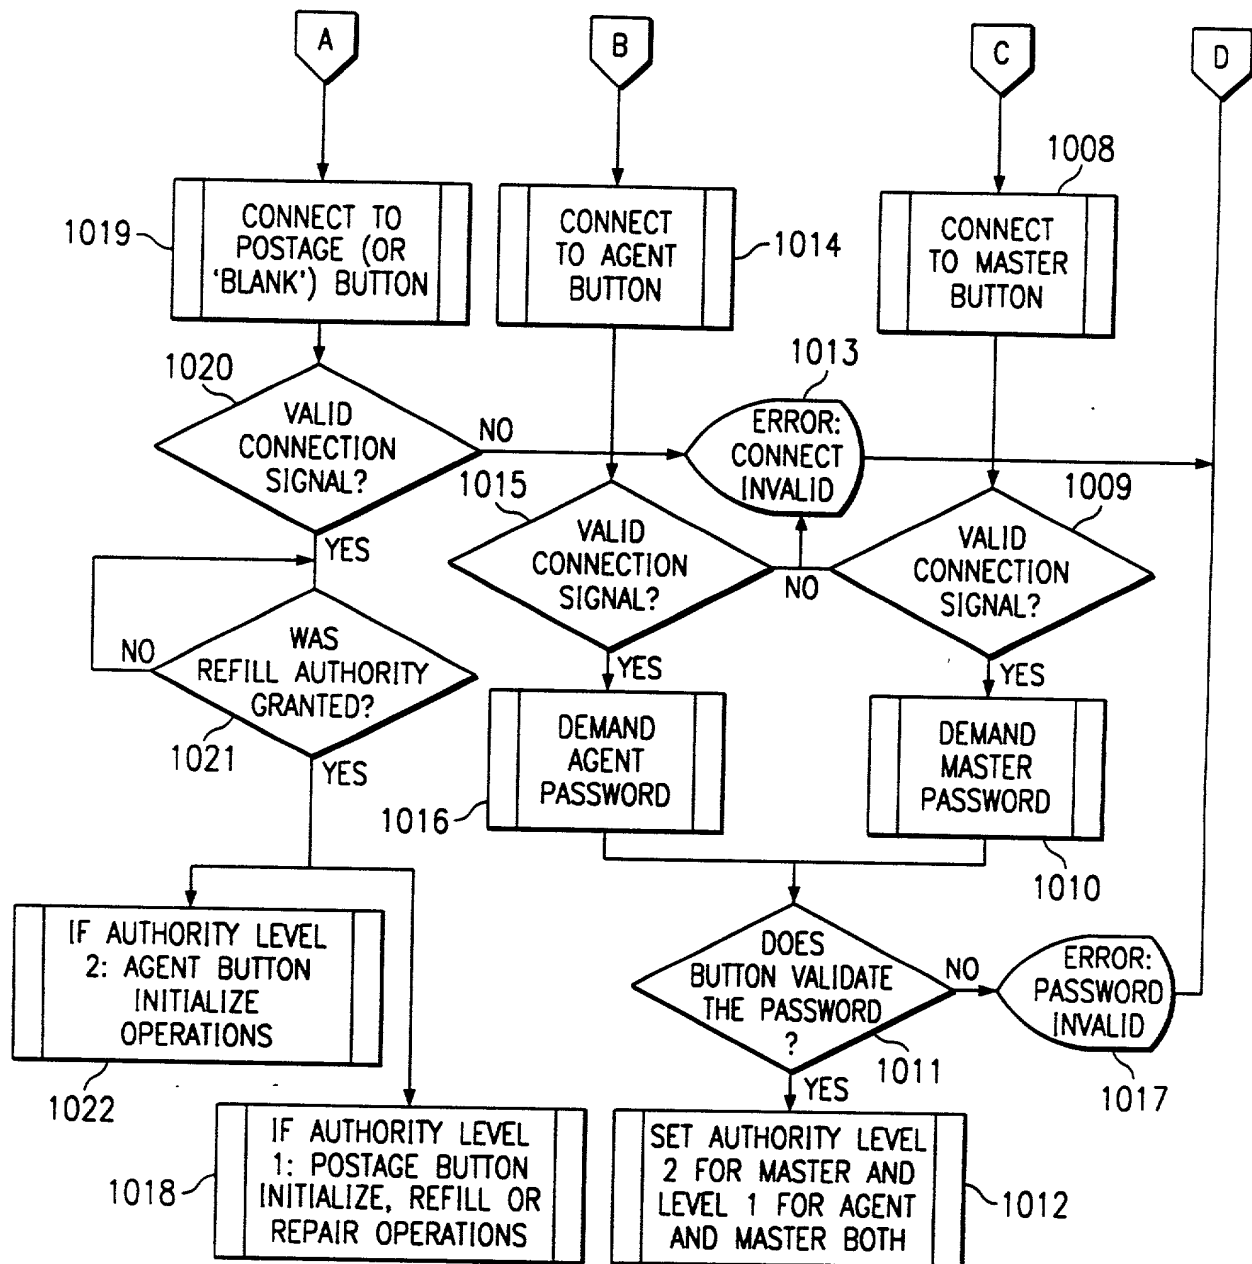 A
B
C
D
1008
CONNECT TO
POSTAGE (OR
'BLANK') BUTTON
1019
CONNECT
TO AGENT
BUTTON
1014
CONNECT
TO MASTER
BUTTON
1020
VALID
CONNECTION
SIGNAL?
NO
YES
1013
ERROR:
CONNECT
INVALID
1015
VALID
CONNECTION
SIGNAL?
NO
YES
1009
VALID
CONNECTION
SIGNAL?
YES
WAS
REFILL AUTHORITY
GRANTED?
NO
1021
YES
DEMAND
AGENT
PASSWORD
1016
DEMAND
MASTER
PASSWORD
1010
IF AUTHORITY LEVEL
2: AGENT BUTTON
INITIALIZE
OPERATIONS
1022
DOES
BUTTON VALIDATE
THE PASSWORD
?
NO
1011
YES
ERROR:
PASSWORD
INVALID
1017
IF AUTHORITY LEVEL
1: POSTAGE BUTTON
INITIALIZE, REFILL OR
REPAIR OPERATIONS
1018
SET AUTHORITY LEVEL
2 FOR MASTER AND
LEVEL 1 FOR AGENT
AND MASTER BOTH
1012